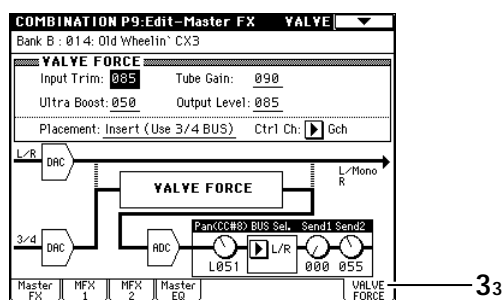 COMBINATION P9:Edit-Master FX VALVE
Bank B : 014: Old Wheelin` CX3
VALVE FORCE
Input Trim: 085 Tube Gain: 090
Ultra Boost: 050 Output Level: 085
Placement: Insert (Use 3/4 BUS) Ctrl Ch: Gch
L/R DAC
L/Mono
R
VALVE FORCE
Pan(CC#8) BUS Sel. Send1 Send2
3/4 DAC ADC L/R
L051 000 055
Master FX MFX 1 MFX 2 Master EQ VALVE FORCE
33